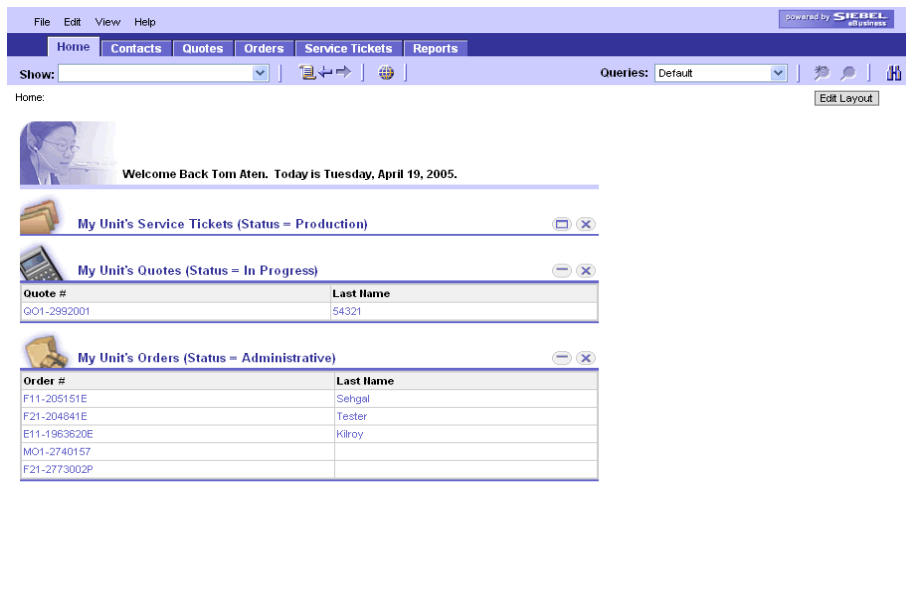 File Edit View Help
powered by SIEBEL
eBusiness
Home Contacts Quotes Orders Service Tickets Reports
Show: Queries: Default
Home: Edit Layout
Welcome Back Tom Aten. Today is Tuesday, April 19, 2005.
My Unit's Service Tickets (Status = Production)
My Unit's Quotes (Status = In Progress)
Quote # Last Name
QO1-2992001 54321
My Unit's Orders (Status = Administrative)
Order # Last Name
F11-205151E Sehgal
F21-204841E Tester
E11-1963620E Kilroy
MO1-2740157
F21-2773002P